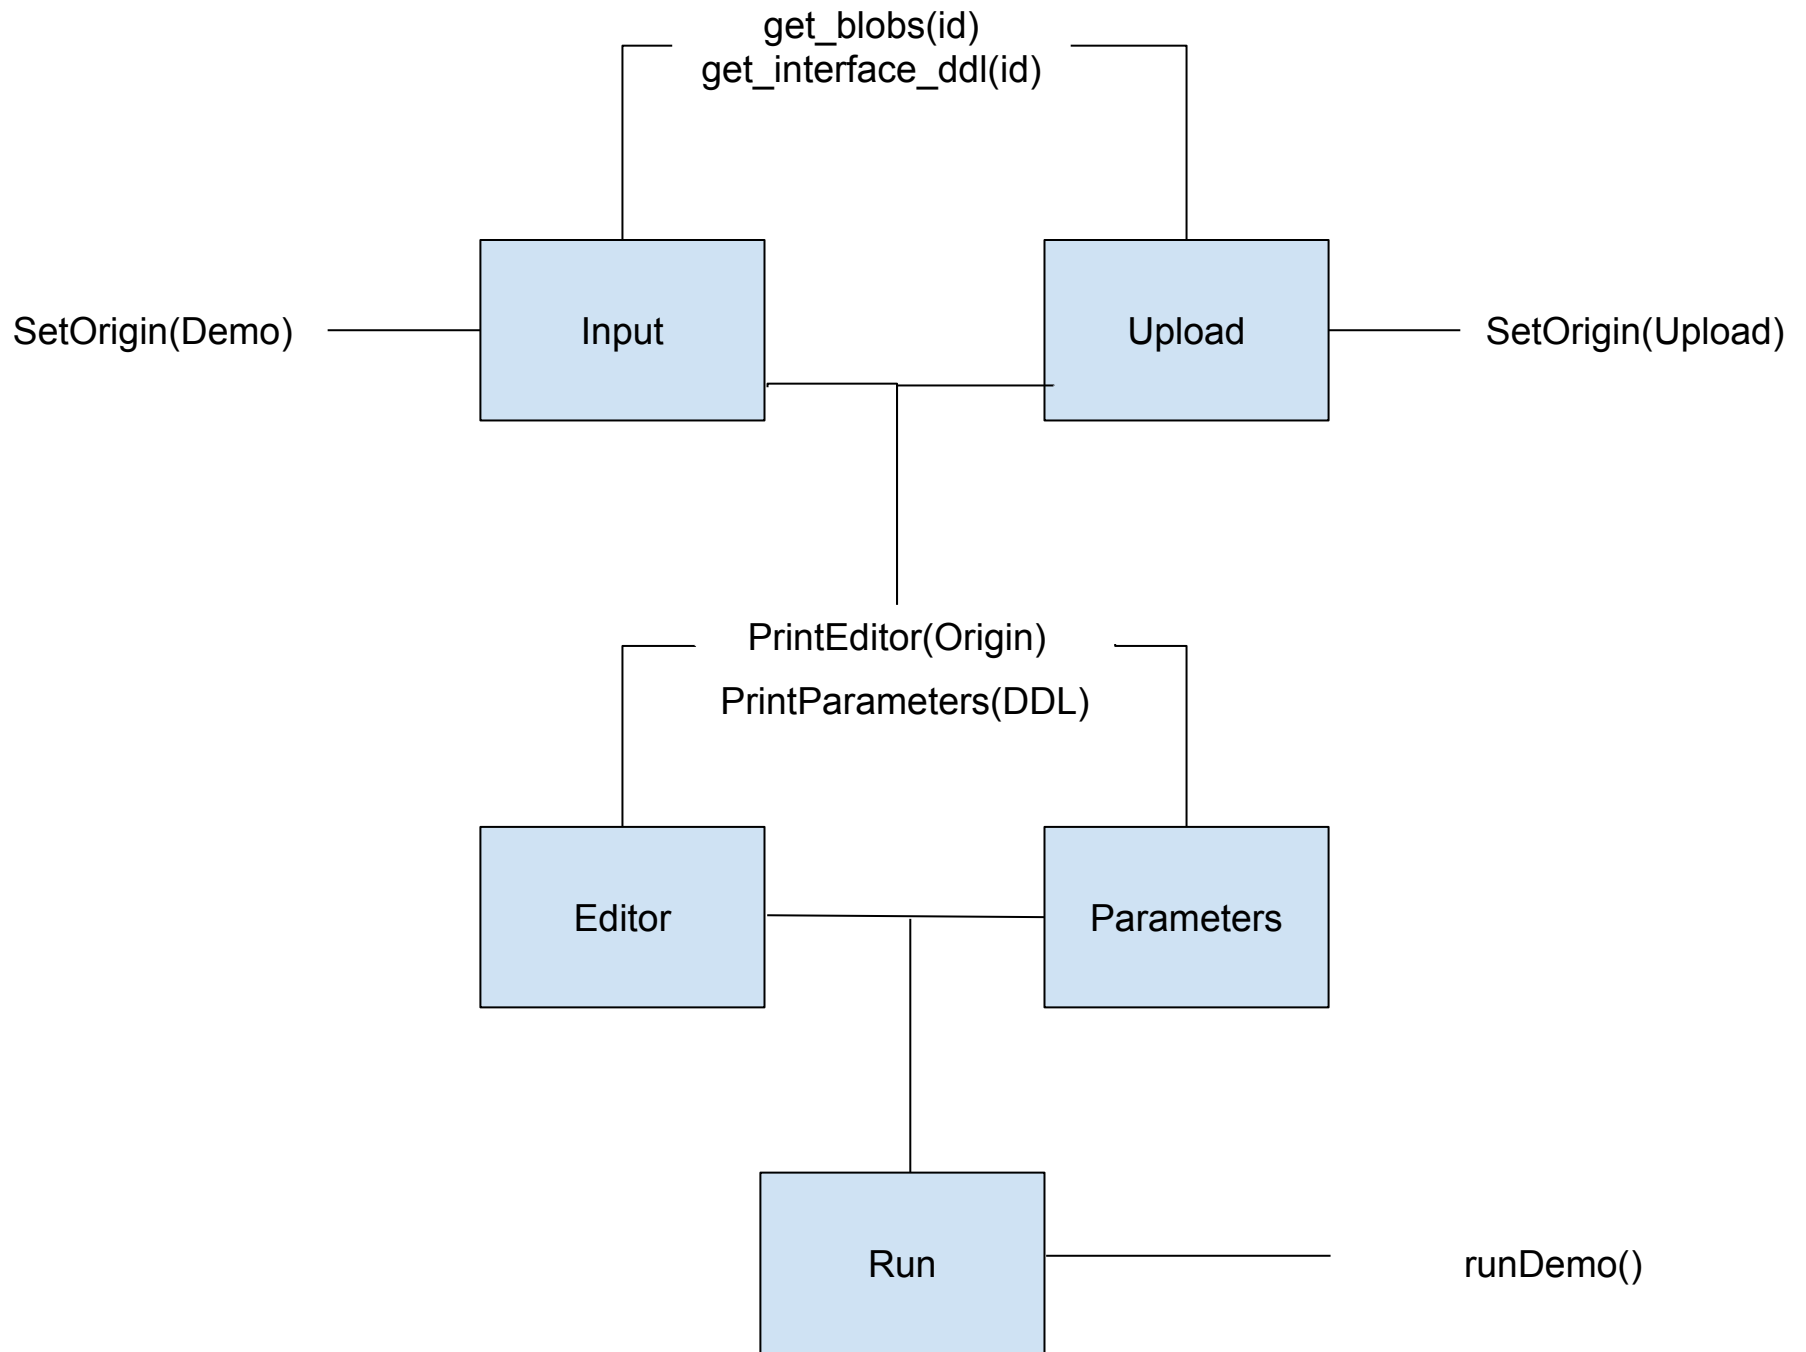 get_blobs(id)
get_interface_ddl(id)
SetOrigin(Demo)
Input
Upload
SetOrigin(Upload)
PrintEditor(Origin)
PrintParameters(DDL)
Editor
Parameters
Run
runDemo()